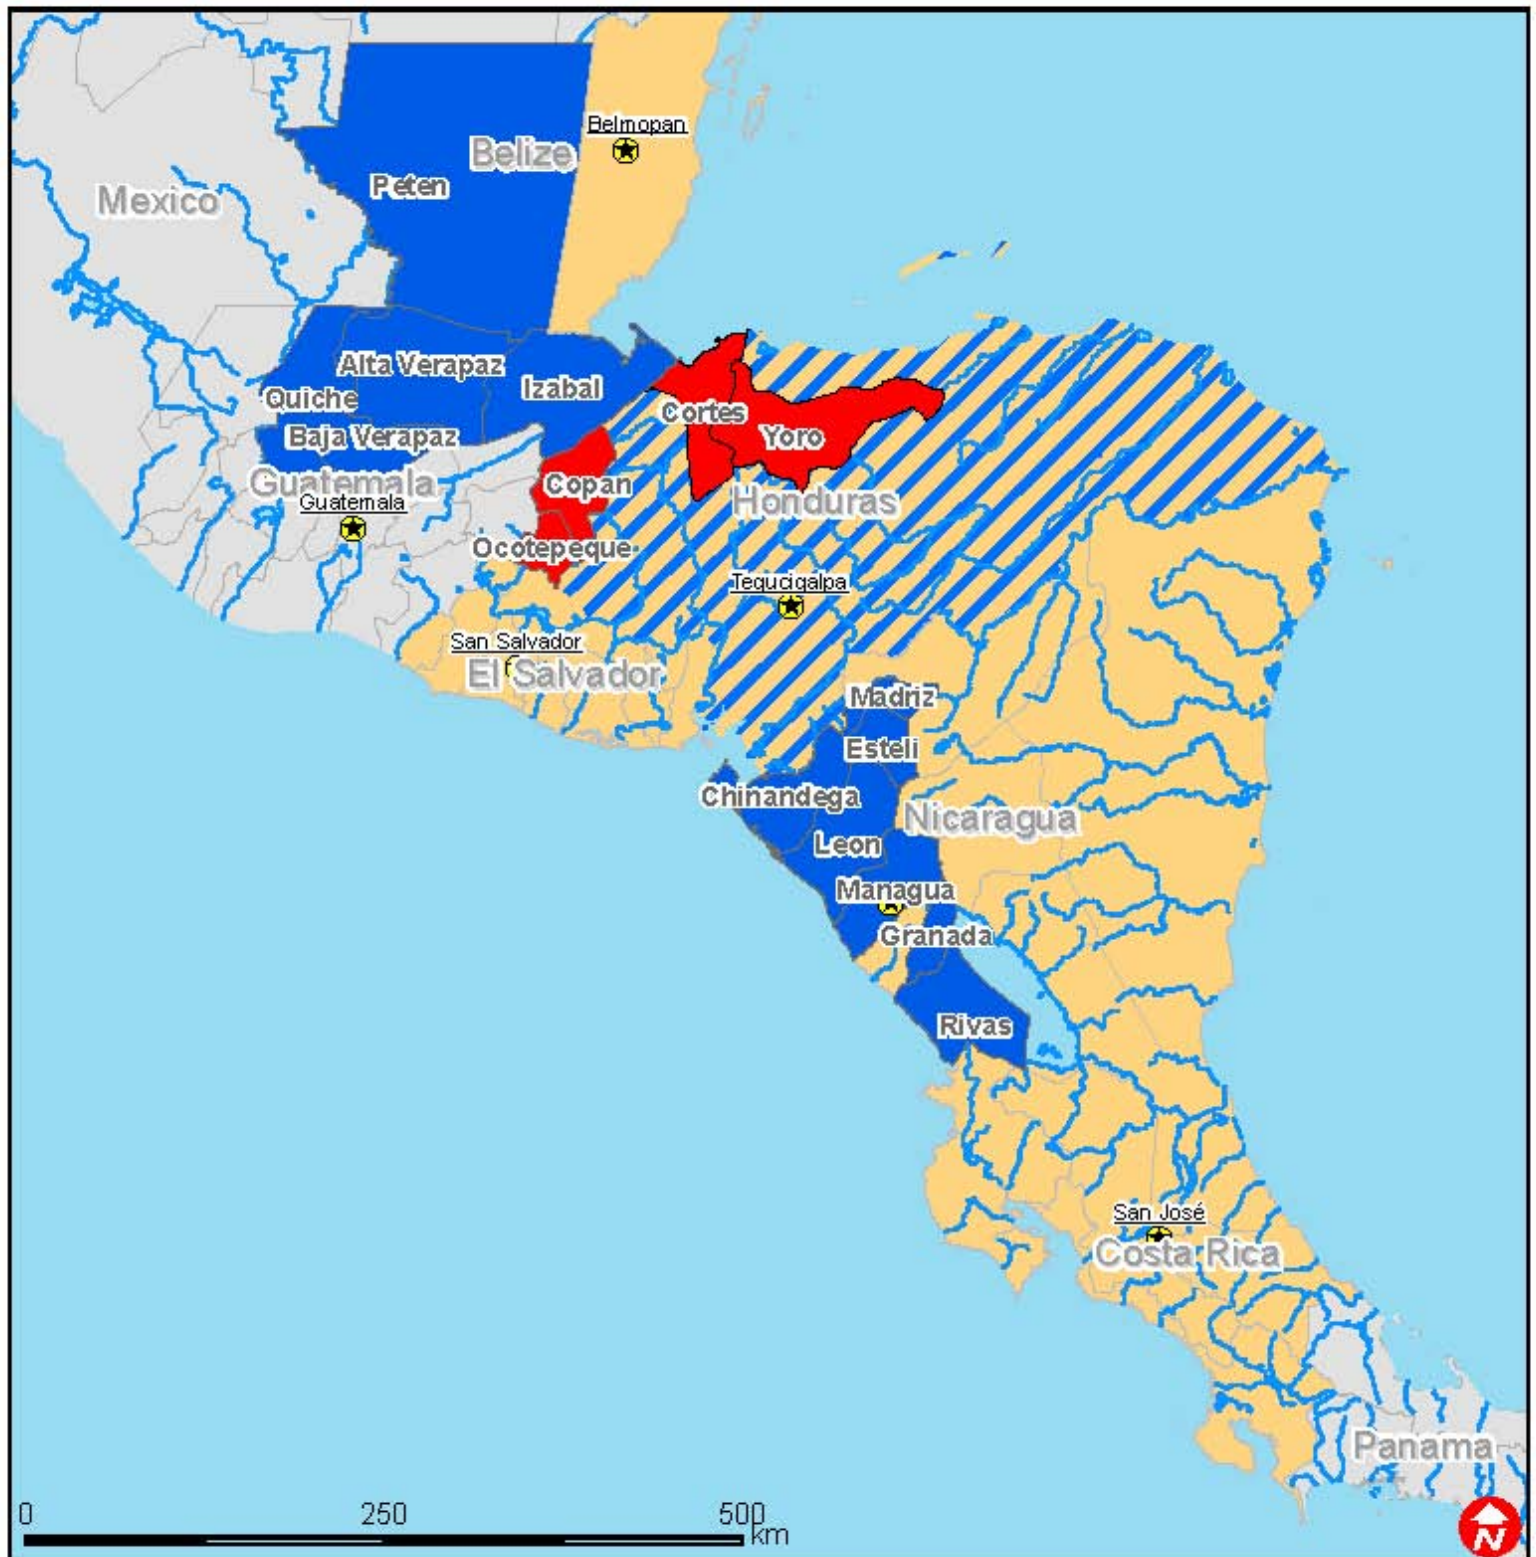 Belmopan
Belize
Peten
Mexico
Alta Verapaz
Izabal
Quiche
Cortes
Baja Verapaz
Yoro
Guatemala
Guatemala
Copan
Honduras
Ocotepeque
Tegucigalpa
San Salvador
El Salvador
Madriz
Esteli
Chinandega
Nicaragua
Leon
Managua
Granada
Rivas
San José
Costa Rica
Panama
0 250 500
km
N